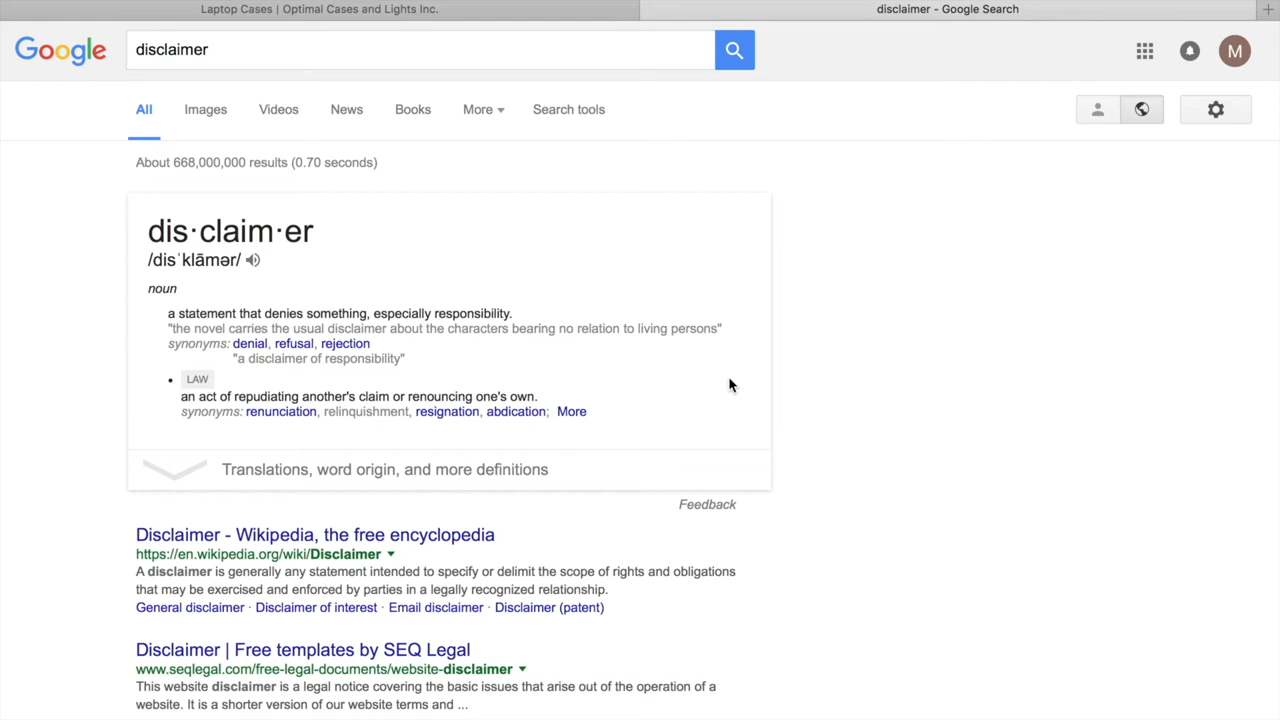 Laptop Cases | Optimal Cases and Lights Inc.
disclaimer - Google Search
Google
disclaimer
M
All Images Videos News Books More Search tools
About 668,000,000 results (0.70 seconds)
dis·claim·er
/disˈklāmər/
noun
a statement that denies something, especially responsibility.
"the novel carries the usual disclaimer about the characters bearing no relation to living persons"
synonyms: denial, refusal, rejection
"a disclaimer of responsibility"
• LAW
an act of repudiating another's claim or renouncing one's own.
synonyms: renunciation, relinquishment, resignation, abdication; More
Translations, word origin, and more definitions
Feedback
Disclaimer - Wikipedia, the free encyclopedia
https://en.wikipedia.org/wiki/Disclaimer
A disclaimer is generally any statement intended to specify or delimit the scope of rights and obligations
that may be exercised and enforced by parties in a legally recognized relationship.
General disclaimer · Disclaimer of interest · Email disclaimer · Disclaimer (patent)
Disclaimer | Free templates by SEQ Legal
www.seqlegal.com/free-legal-documents/website-disclaimer
This website disclaimer is a legal notice covering the basic issues that arise out of the operation of a
website. It is a shorter version of our website terms and ...